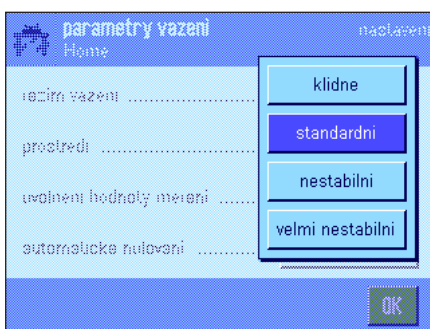 parametry vazeni
nastaveni
Home
rezim vazeni ................
prostredi ....................
uvolneni hodnoty mereni ......
automaticke nulovani .........
klidne
standardni
nestabilni
velmi nestabilni
OK